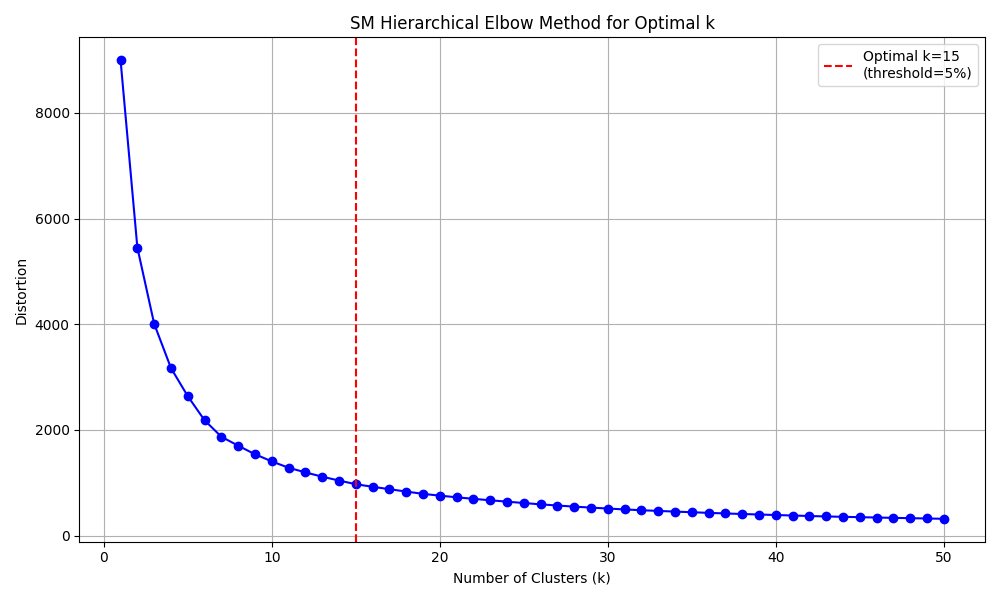 SM Hierarchical Elbow Method for Optimal k
Optimal k=15
(threshold=5%)
Distortion
8000
6000
4000
2000
0
0 10 20 30 40 50
Number of Clusters (k)